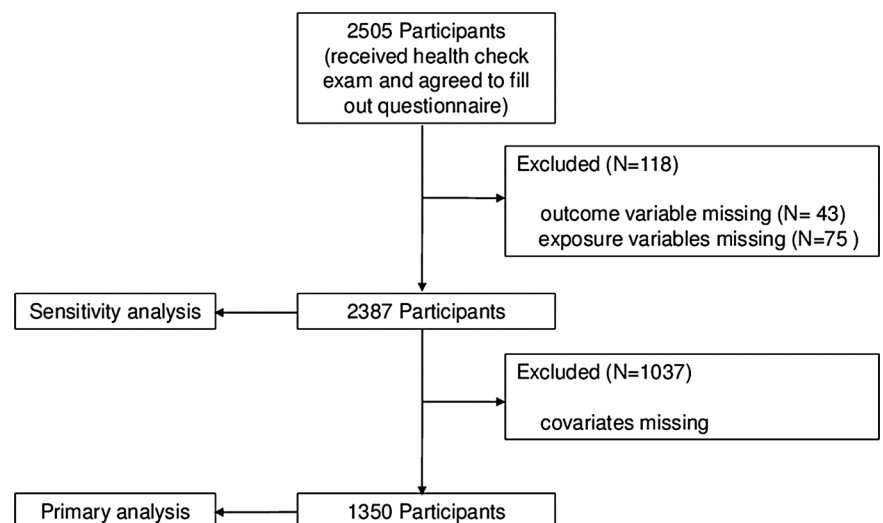 2505 Participants
(received health check
exam and agreed to fill
out questionnaire)
Excluded (N=118)
outcome variable missing (N= 43)
exposure variables missing (N=75 )
Sensitivity analysis
2387 Participants
Excluded (N=1037)
covariates missing
Primary analysis
1350 Participants